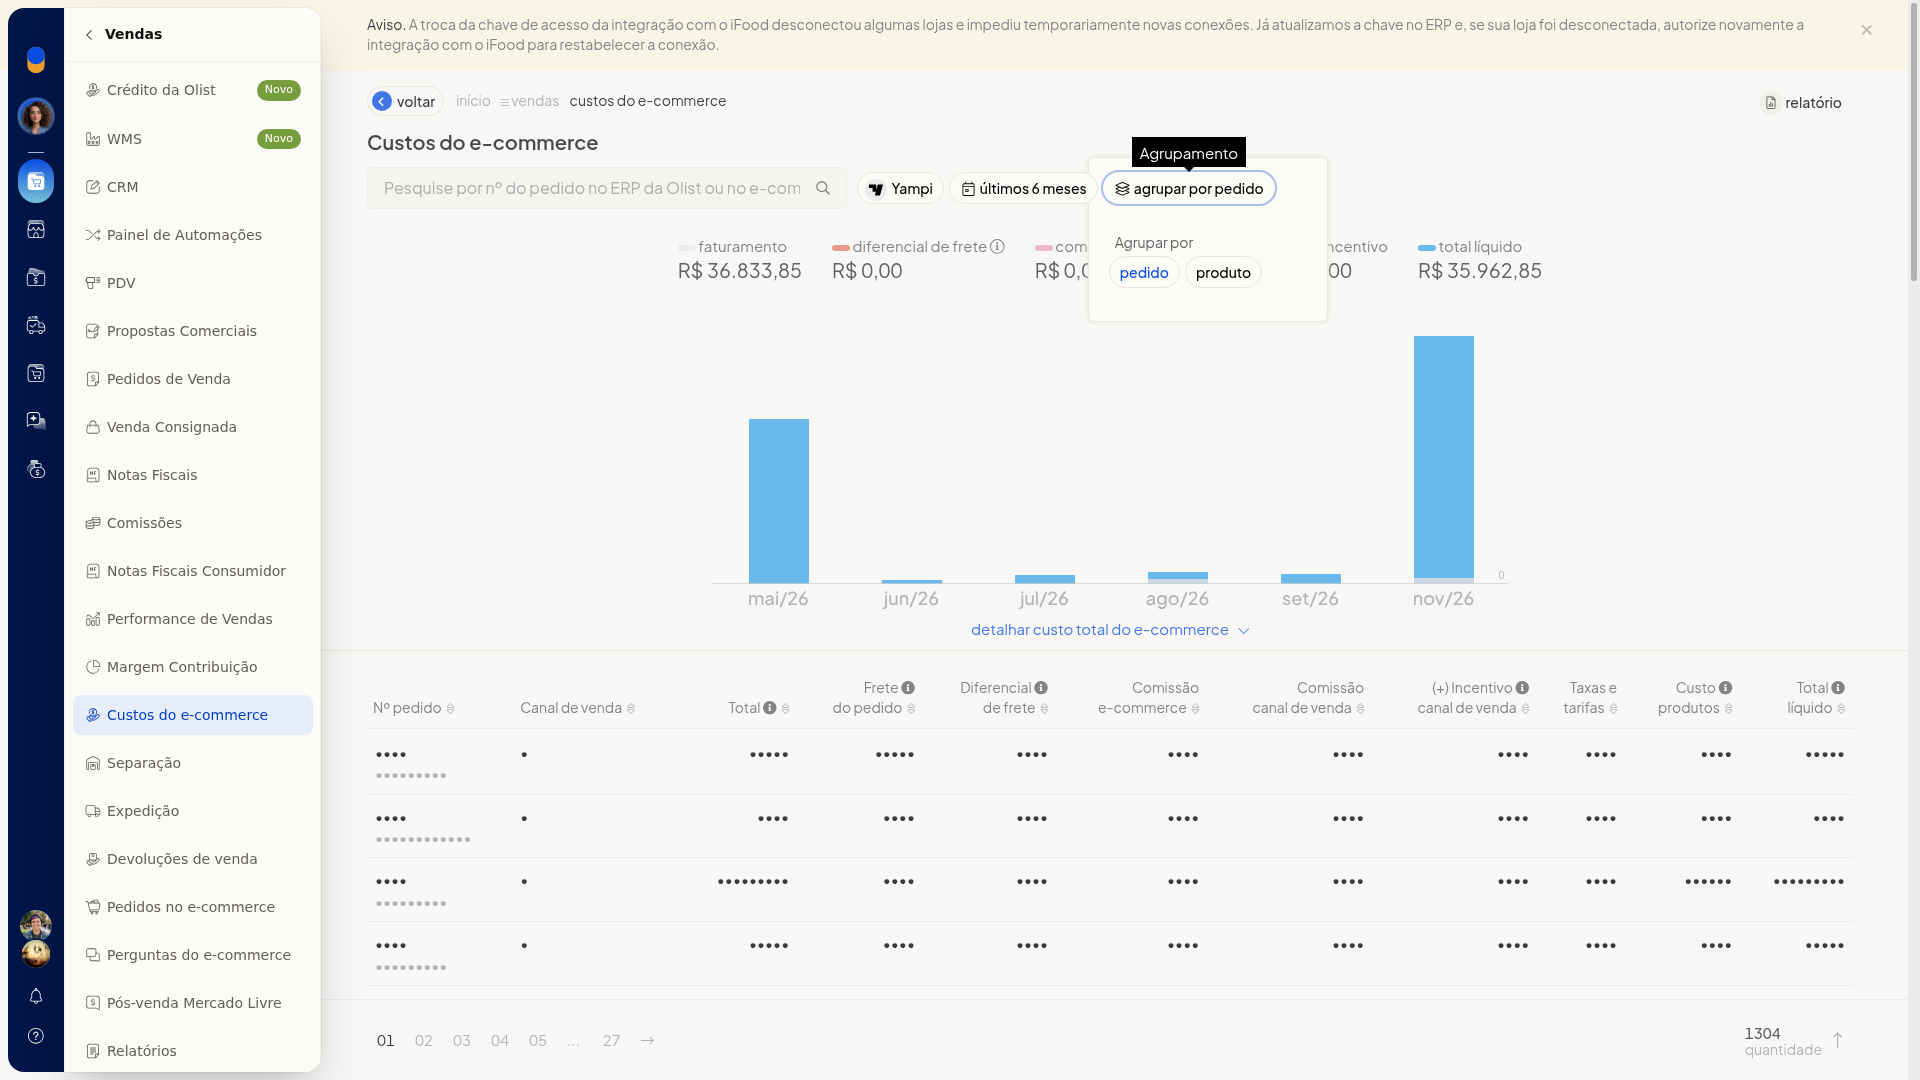 Vendas
Crédito da Olist Novo
WMS Novo
CRM
Painel de Automações
PDV
Propostas Comerciais
Pedidos de Venda
Venda Consignada
Notas Fiscais
Comissões
Notas Fiscais Consumidor
Performance de Vendas
Margem Contribuição
Custos do e-commerce
Separação
Expedição
Devoluções de venda
Pedidos no e-commerce
Perguntas do e-commerce
Pós-venda Mercado Livre
Relatórios
Aviso. A troca da chave de acesso da integração com o iFood desconectou algumas lojas e impediu temporariamente novas conexões. Já atualizamos a chave no ERP e, se sua loja foi desconectada, autorize novamente a
integração com o iFood para restabelecer a conexão.
voltar início vendas custos do e-commerce
relatório
Custos do e-commerce
Agrupamento
Pesquise por nº do pedido no ERP da Olist ou no e-com
Yampi
últimos 6 meses
agrupar por pedido
Agrupar por
pedido produto
faturamento
R$ 36.833,85
diferencial de frete
R$ 0,00
com
R$ 0,0
ncentivo
00
total líquido
R$ 35.962,85
0
mai/26 jun/26 jul/26 ago/26 set/26 nov/26
detalhar custo total do e-commerce
Nº pedido
Canal de venda
Total
Frete
do pedido
Diferencial
de frete
Comissão
e-commerce
Comissão
canal de venda
(+) Incentivo
canal de venda
Taxas e
tarifas
Custo
produtos
Total
líquido
•••• • ••••• ••••• •••• •••• •••• •••• •••• •••• •••••
•••••••••
•••• • •••• •••• •••• •••• •••• •••• •••• •••• ••••
••••••••••••
•••• • ••••••••• •••• •••• •••• •••• •••• •••• •••••• •••••••••
•••••••••
•••• • ••••• •••• •••• •••• •••• •••• •••• •••• •••••
•••••••••
01 02 03 04 05 ... 27 →
1304
quantidade